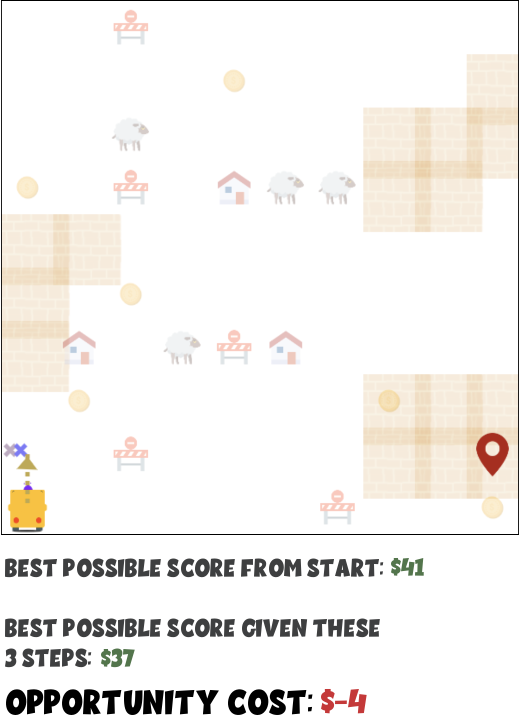 BEST POSSIBLE SCORE FROM START: $41
BEST POSSIBLE SCORE GIVEN THESE
3 STEPS: $37
OPPORTUNITY COST: $-4